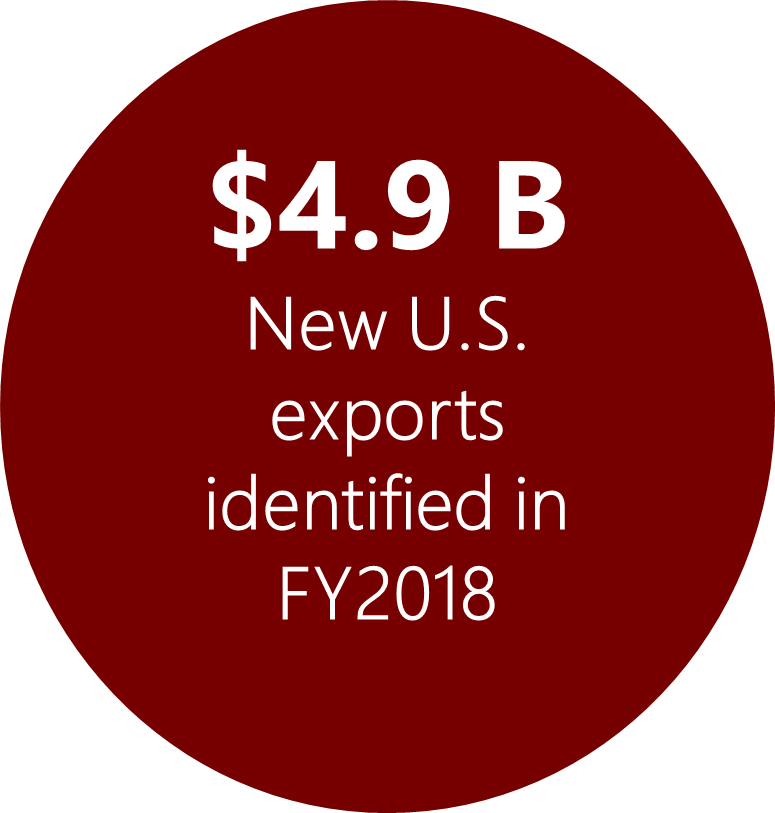 $4.9 B
New U.S.
exports
identified in
FY2018